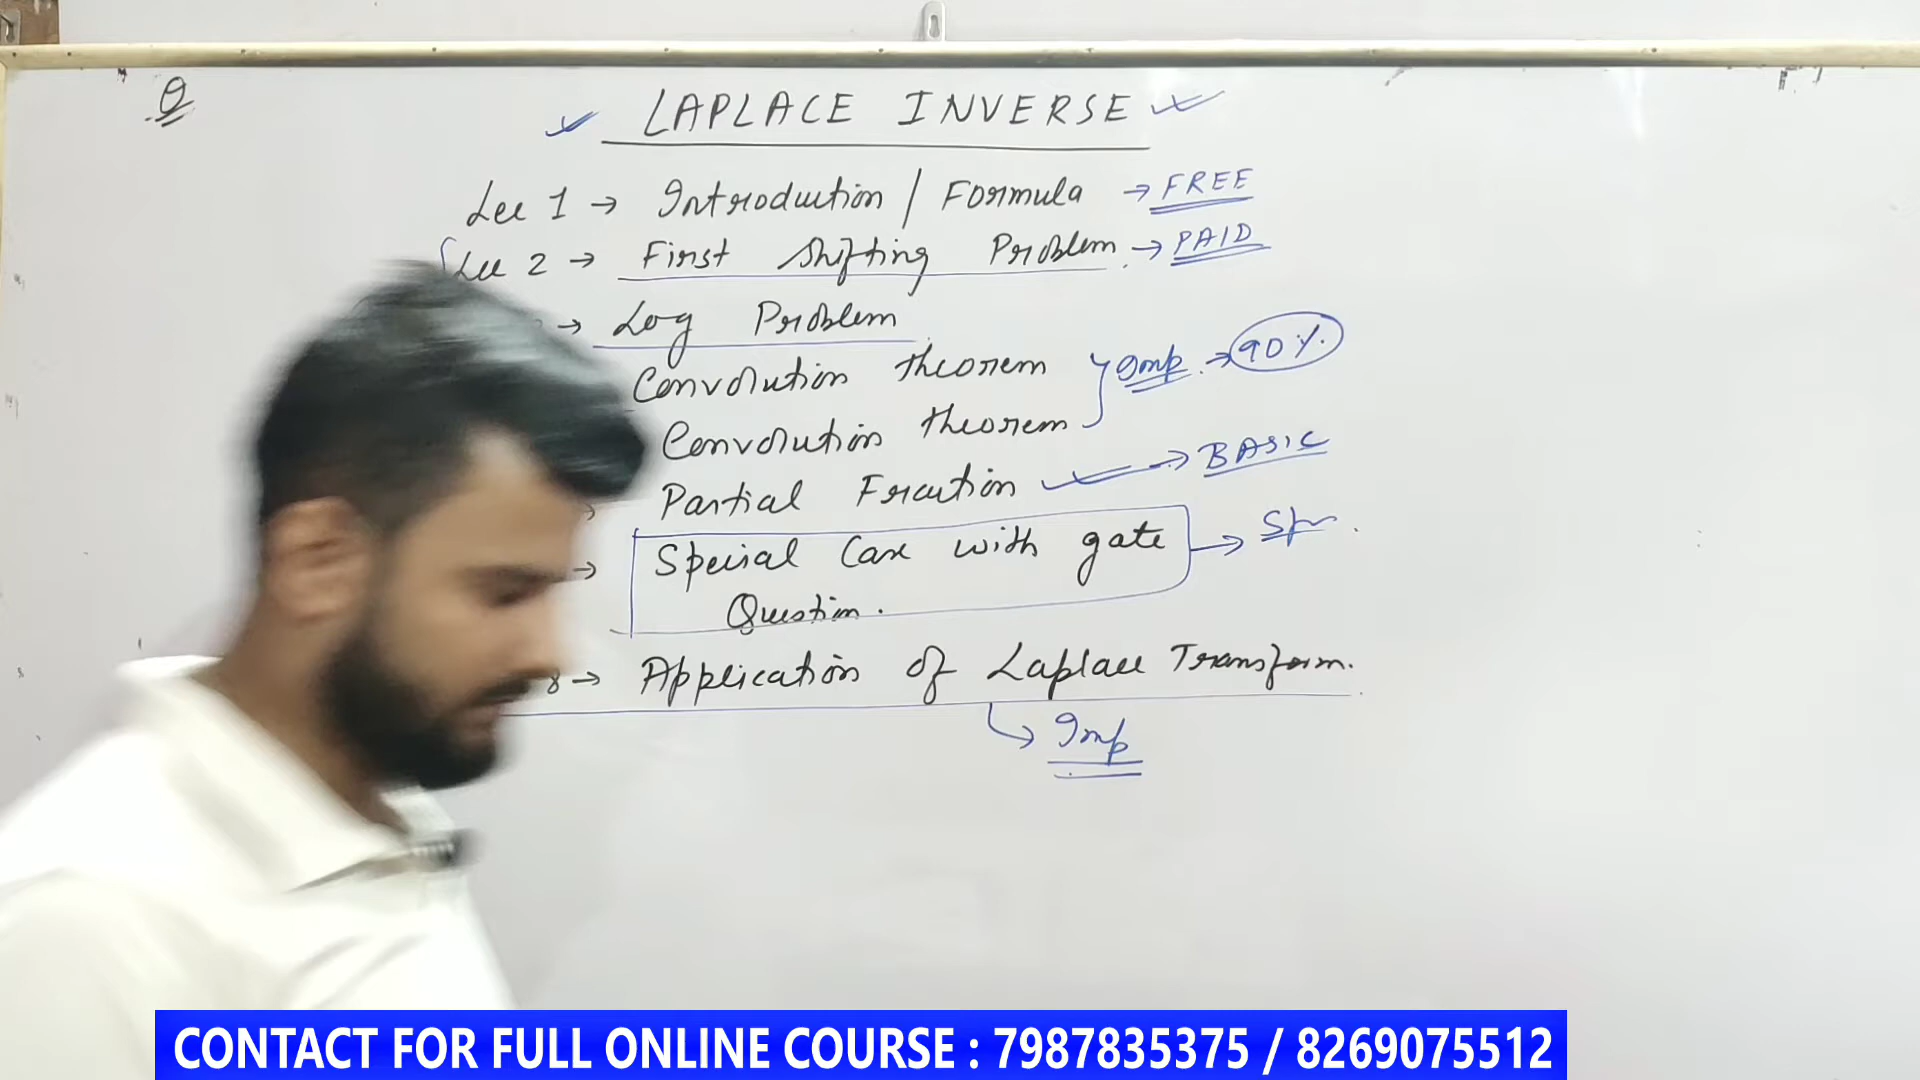 Q
LAPLACE INVERSE
Lec 1 → Introduction / Formula → FREE
Lec 2 → First Shifting Problem. → PAID
→ Log Problem
Convolution theorem } Imp. → 90%.
Convolution theorem
Partial Fraction → BASIC
→ Special Case with gate →
Question.
8 → Application of Laplace Transform.
↳ Imp
CONTACT FOR FULL ONLINE COURSE : 7987835375 / 8269075512